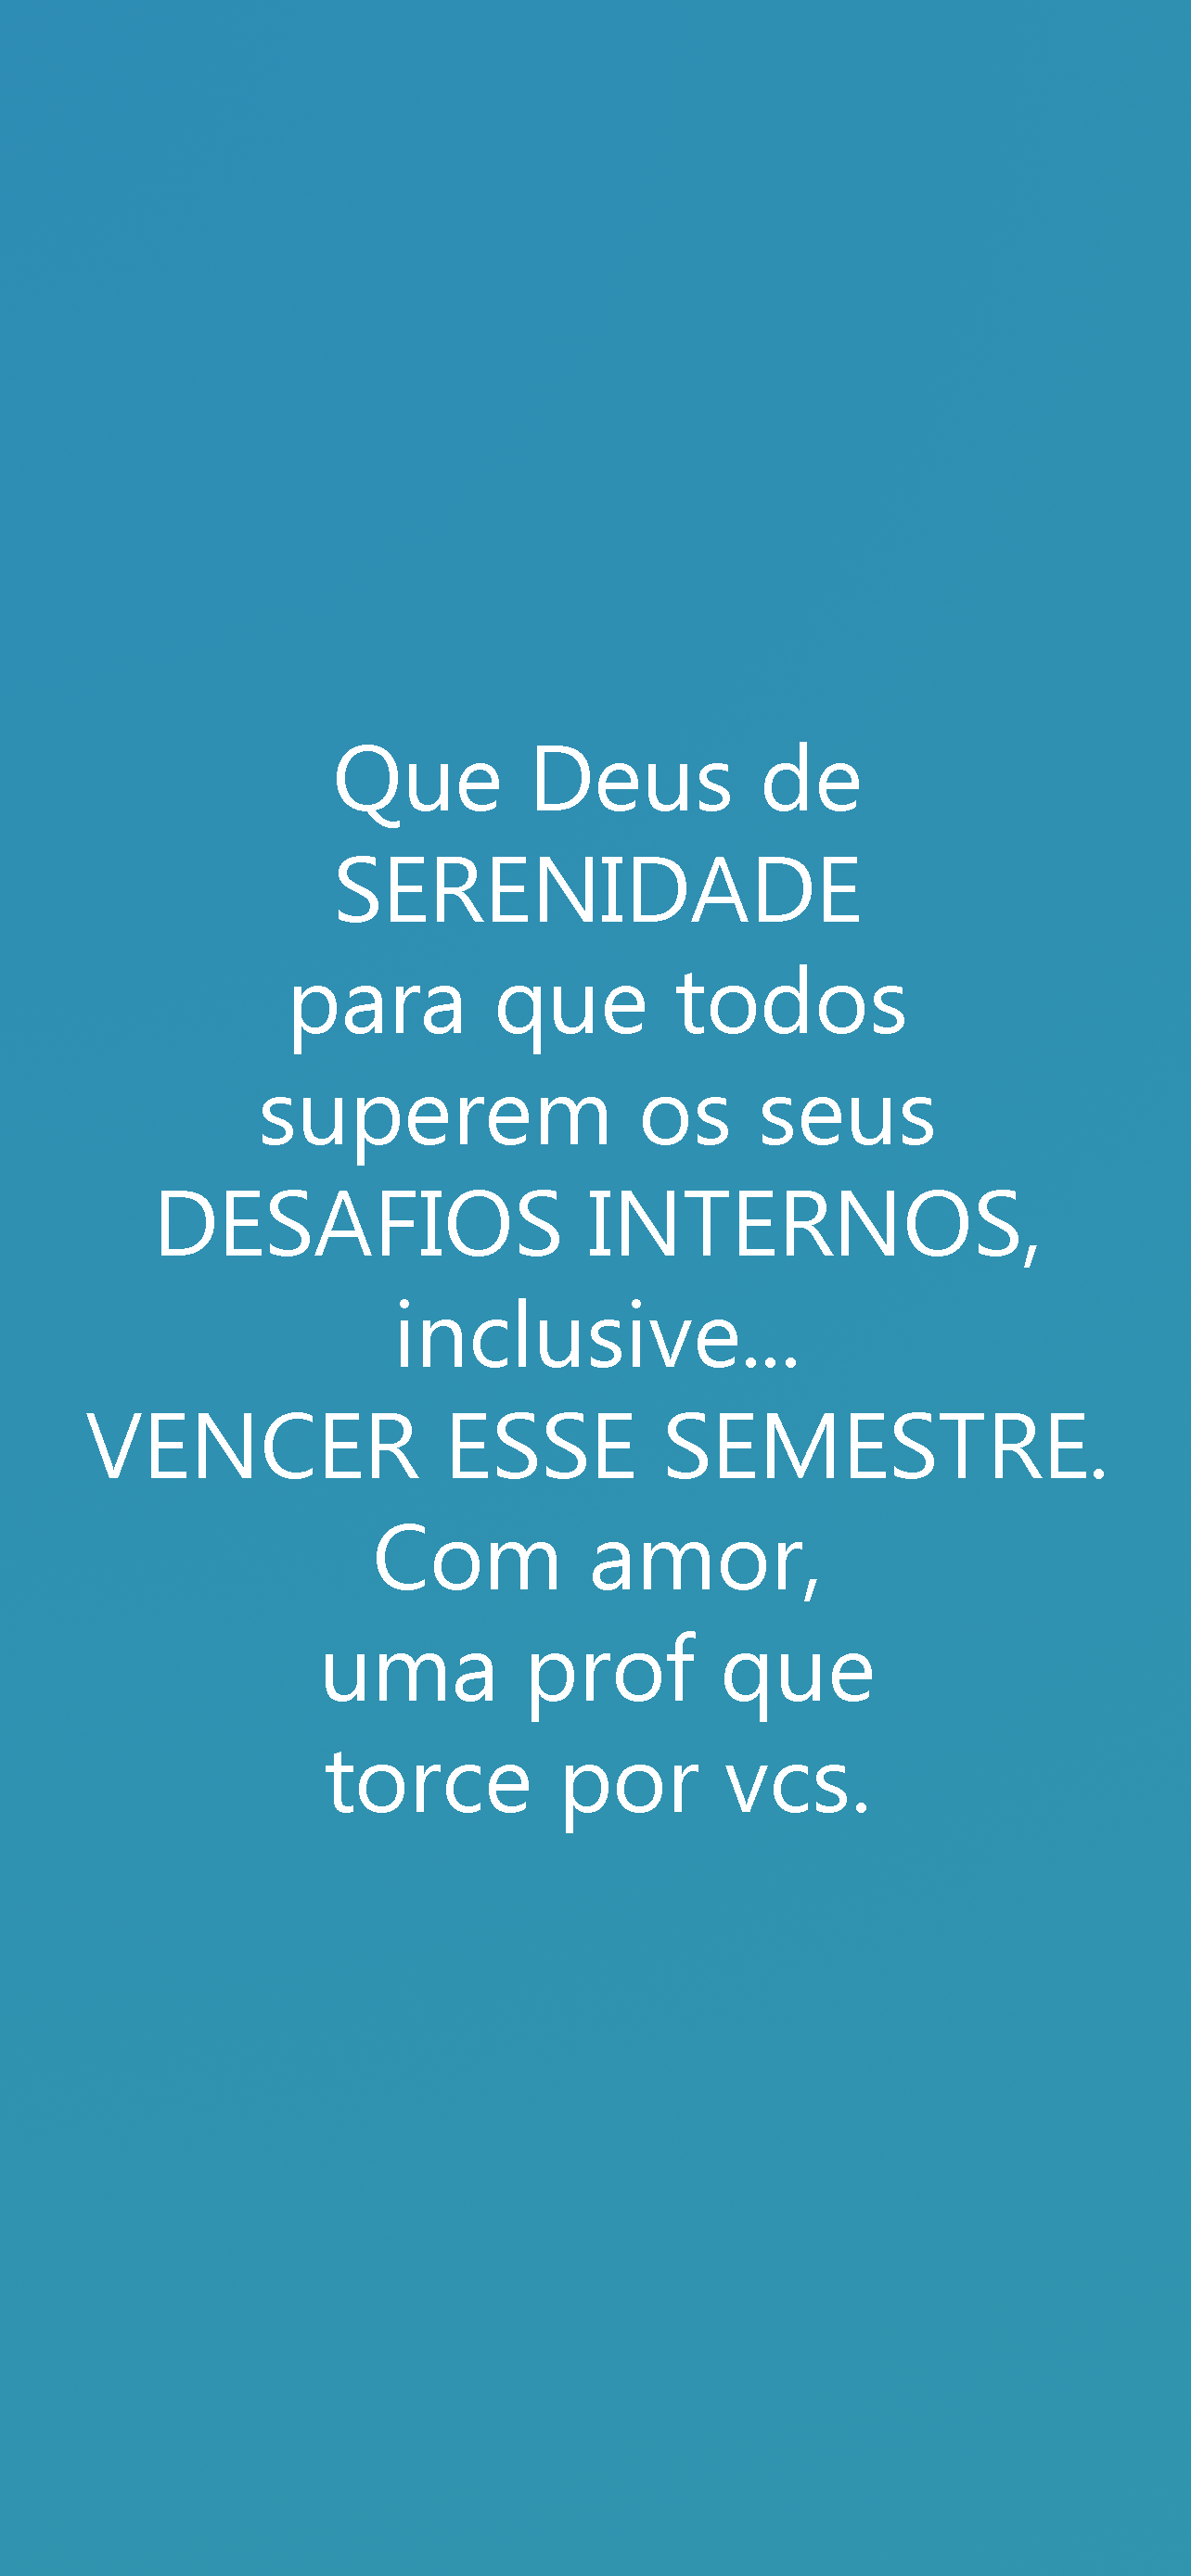 Que Deus de
SERENIDADE
para que todos
superem os seus
DESAFIOS INTERNOS,
inclusive...
VENCER ESSE SEMESTRE.
Com amor,
uma prof que
torce por vcs.